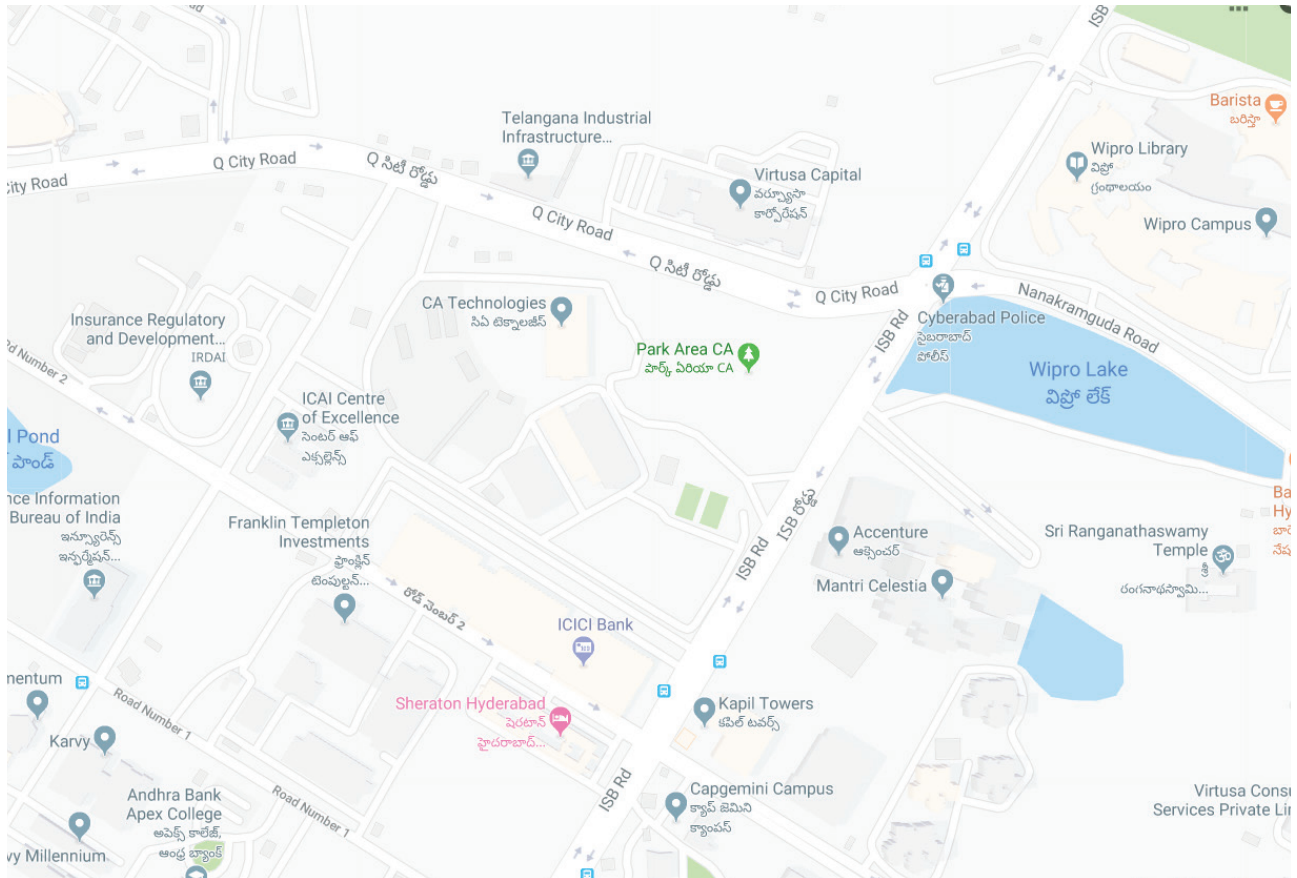 ISB
Road
Barista
బరిస్తా
Telangana Industrial
Infrastructure...
Wipro Library
విప్రో
గ్రంథాలయం
Q City Road
Q సిటీ రోడ్డు
City Road
Virtusa Capital
వర్చ్యూసా
కార్పోరేషన్
Wipro Campus
Q City Road
Q సిటీ రోడ్డు
Q City Road
Nanakramguda Road
CA Technologies
సిఏ టెక్నాలజీస్
Cyberabad Police
సైబరాబాద్
పోలీస్
ISB Rd
Insurance Regulatory
and Development...
IRDAI
Rd Number 2
Park Area CA
పార్క్ ఏరియా CA
Wipro Lake
విప్రో లేక్
ICAI Centre
of Excellence
సెంటర్ ఆఫ్
ఎక్సలెన్స్
l Pond
పాండ్
nce Information
Bureau of India
ఇన్స్యూరెన్స్
ఇన్ఫర్మేషన్...
Franklin Templeton
Investments
ఫ్రాంక్లిన్
టెంపుల్టన్...
ISB రోడ్డు
ISB Rd
Accenture
ఆక్సెంచర్
Mantri Celestia
Sri Ranganathaswamy
Temple
శ్రీ
రంగనాథస్వామి...
Ba
Hy
రోడ్ నెంబర్ 2
ICICI Bank
Sheraton Hyderabad
షెరటాన్
హైదరాబాద్...
Kapil Towers
కపిల్ టవర్స్
mentum
Road Number 1
Karvy
Andhra Bank
Apex College
అపెక్స్ కాలేజ్,
ఆంధ్ర బ్యాంక్
Road Number 1
ISB Rd
Capgemini Campus
క్యాప్ జెమిని
క్యాంపస్
Virtusa Consu
Services Private Lin
vy Millennium